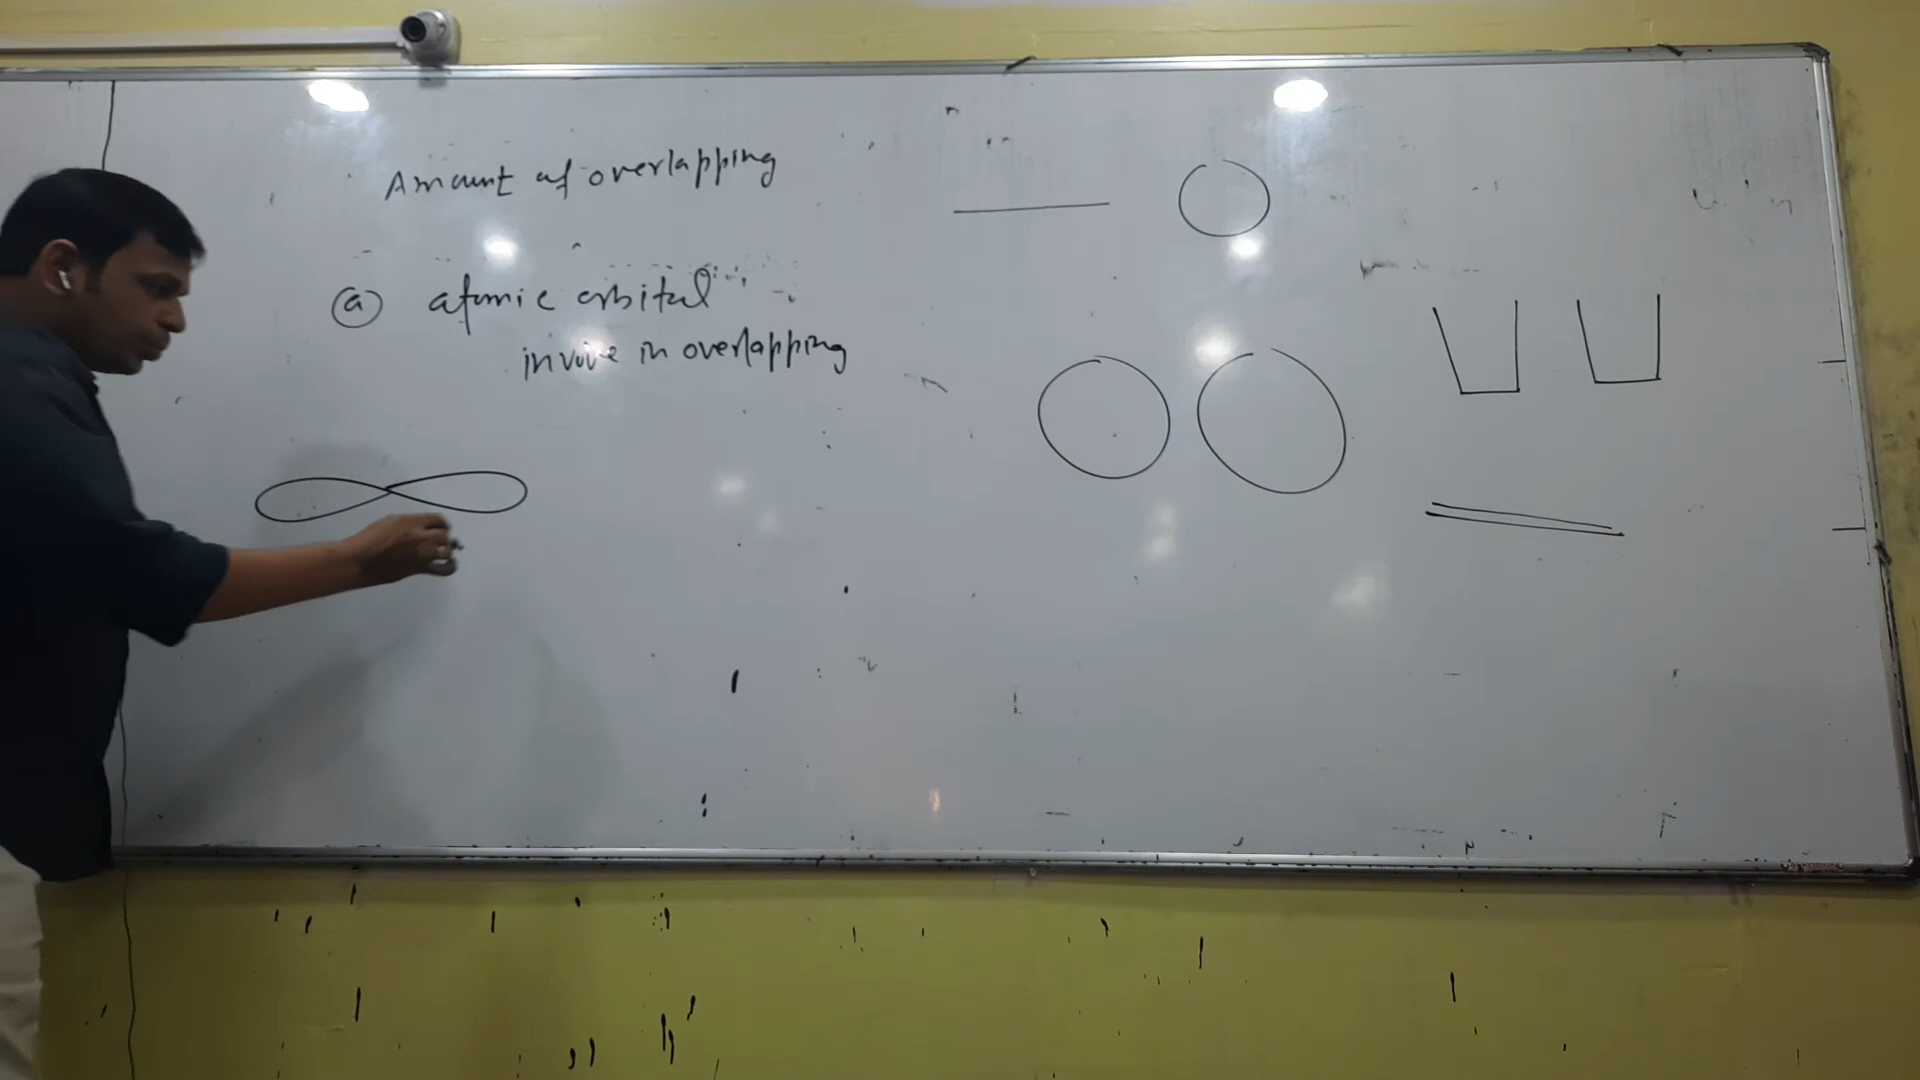 Amount of overlapping
(a) atomic orbital
involve in overlapping